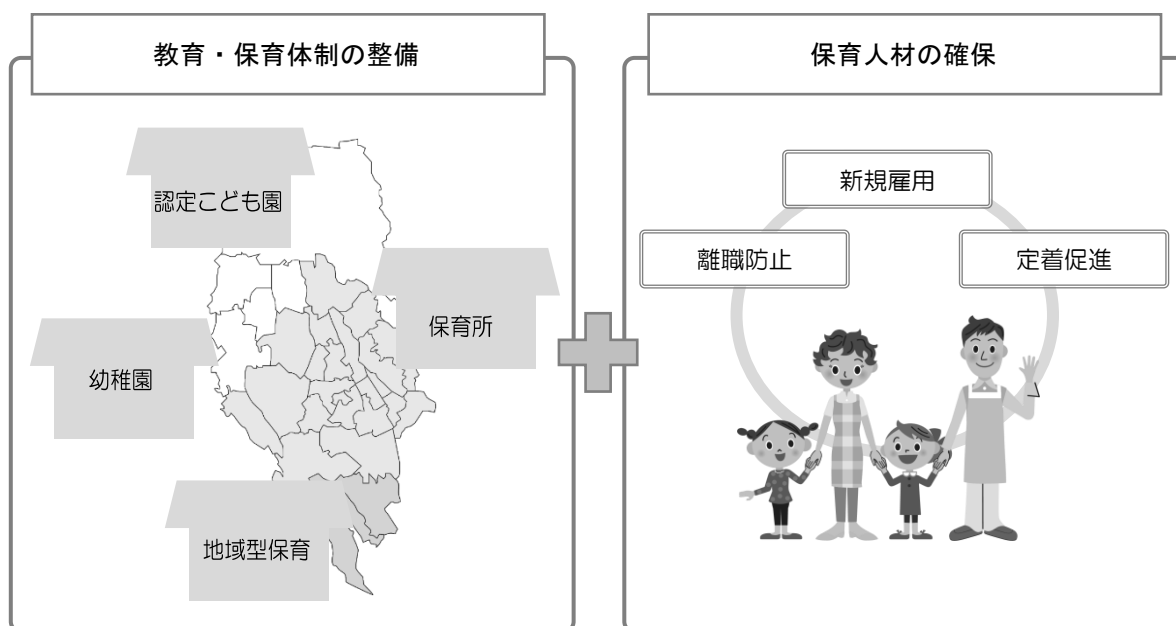 教育・保育体制の整備
認定こども園
保育所
幼稚園
地域型保育
保育人材の確保
新規雇用
離職防止
定着促進